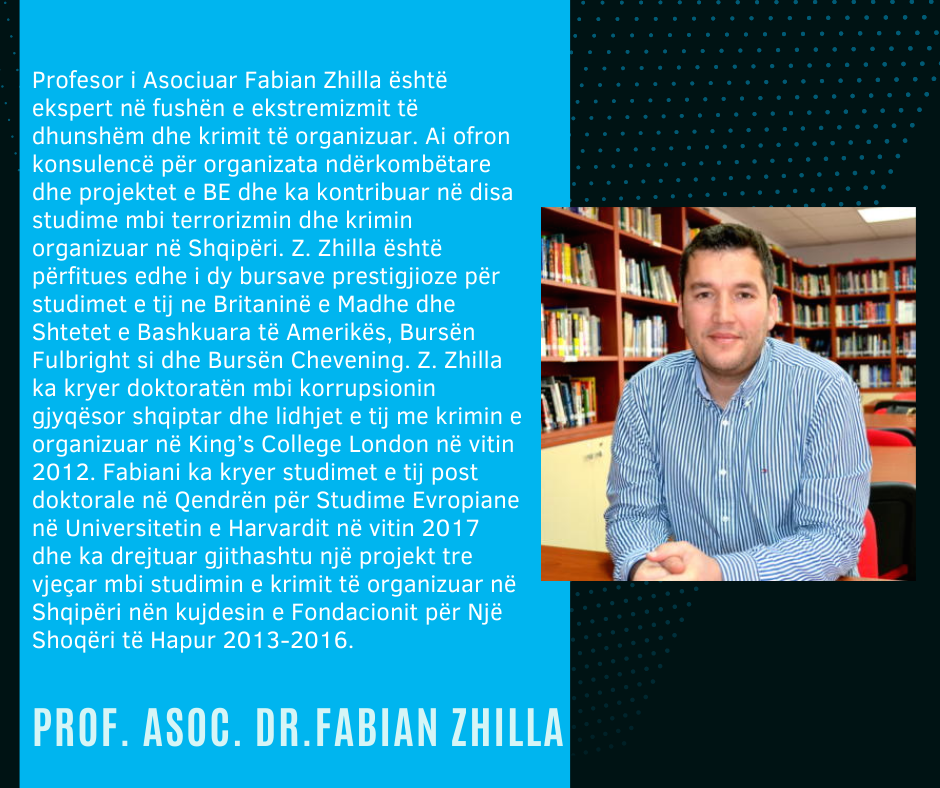 Profesor i Asociuar Fabian Zhilla është
ekspert në fushën e ekstremizmit të
dhunshëm dhe krimit të organizuar. Ai ofron
konsulencë për organizata ndërkombëtare
dhe projektet e BE dhe ka kontribuar në disa
studime mbi terrorizmin dhe krimin
organizuar në Shqipëri. Z. Zhilla është
përfitues edhe i dy bursave prestigjioze për
studimet e tij ne Britaninë e Madhe dhe
Shtetet e Bashkuara të Amerikës, Bursën
Fulbright si dhe Bursën Chevening. Z. Zhilla
ka kryer doktoratën mbi korrupsionin
gjyqësor shqiptar dhe lidhjet e tij me krimin e
organizuar në King's College London në vitin
2012. Fabiani ka kryer studimet e tij post
doktorale në Qendrën për Studime Evropiane
në Universitetin e Harvardit në vitin 2017
dhe ka drejtuar gjithashtu një projekt tre
vjeçar mbi studimin e krimit të organizuar në
Shqipëri nën kujdesin e Fondacionit për Një
Shoqëri të Hapur 2013-2016.
PROF. ASOC. DR.FABIAN ZHILLA